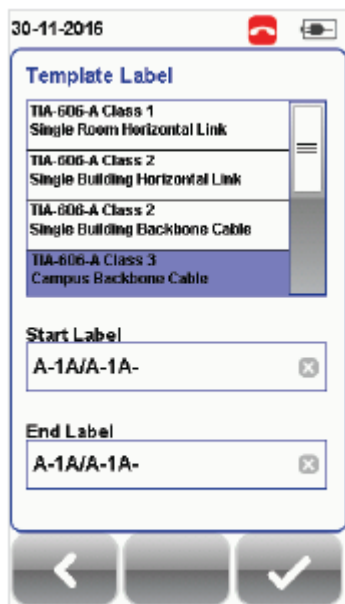 30-11-2016
Template Label
TIA-606-A Class 1
Single Room Horizontal Link
TIA-606-A Class 2
Single Building Horizontal Link
TIA-606-A Class 2
Single Building Backbone Cable
TIA-606-A Class 3
Campus Backbone Cable
Start Label
A-1A/A-1A-
End Label
A-1A/A-1A-